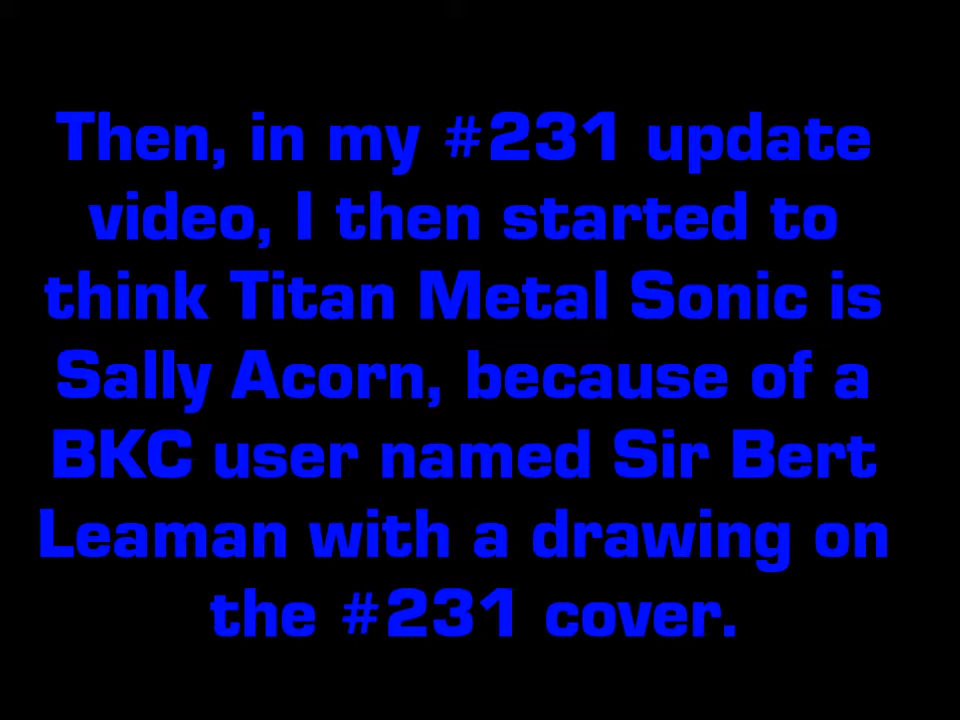 Then, in my #231 update
video, I then started to
think Titan Metal Sonic is
Sally Acorn, because of a
BKC user named Sir Bert
Leaman with a drawing on
the #231 cover.